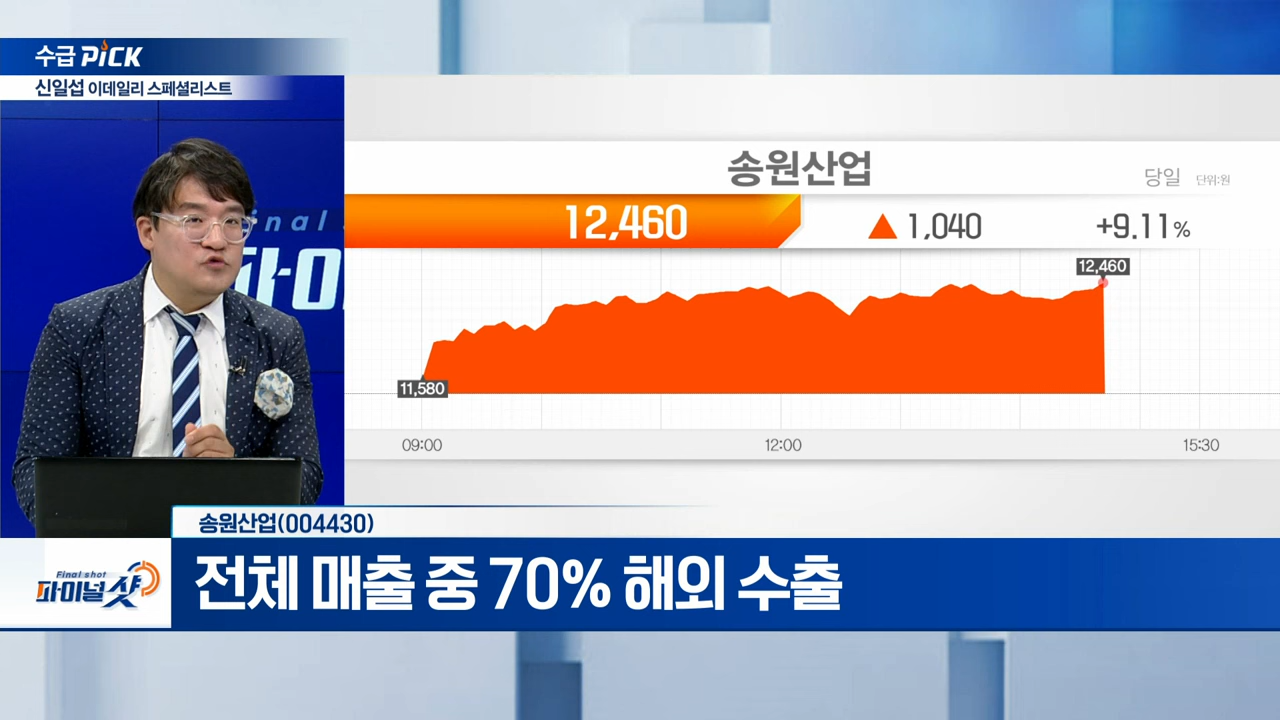 수급 PiCK
신일섭 이데일리 스페셜리스트
inal
파이
송원산업
당일 단위:원
12,460 ▲ 1,040 +9.11%
12,460
11,580
09:00 12:00 15:30
송원산업(004430)
Final shot
파이널샷
전체 매출 중 70% 해외 수출